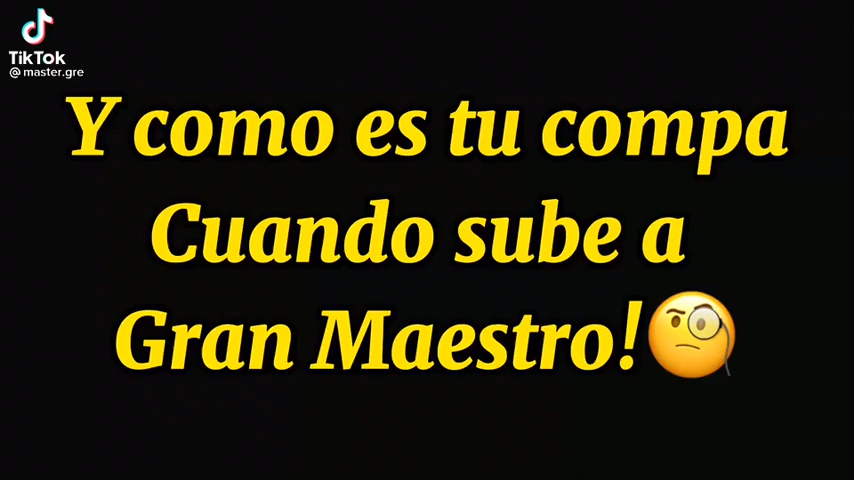 TikTok
@master.gre
Y como es tu compa
Cuando sube a
Gran Maestro!🧐